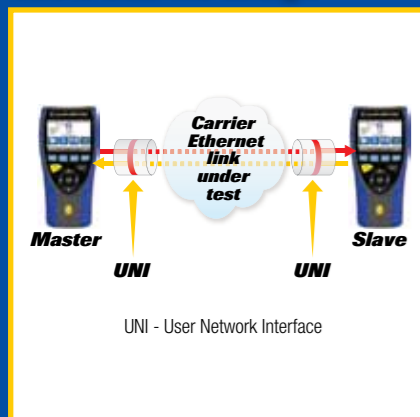 Carrier
Ethernet
link
under
test
Master
Slave
UNI
UNI
UNI - User Network Interface